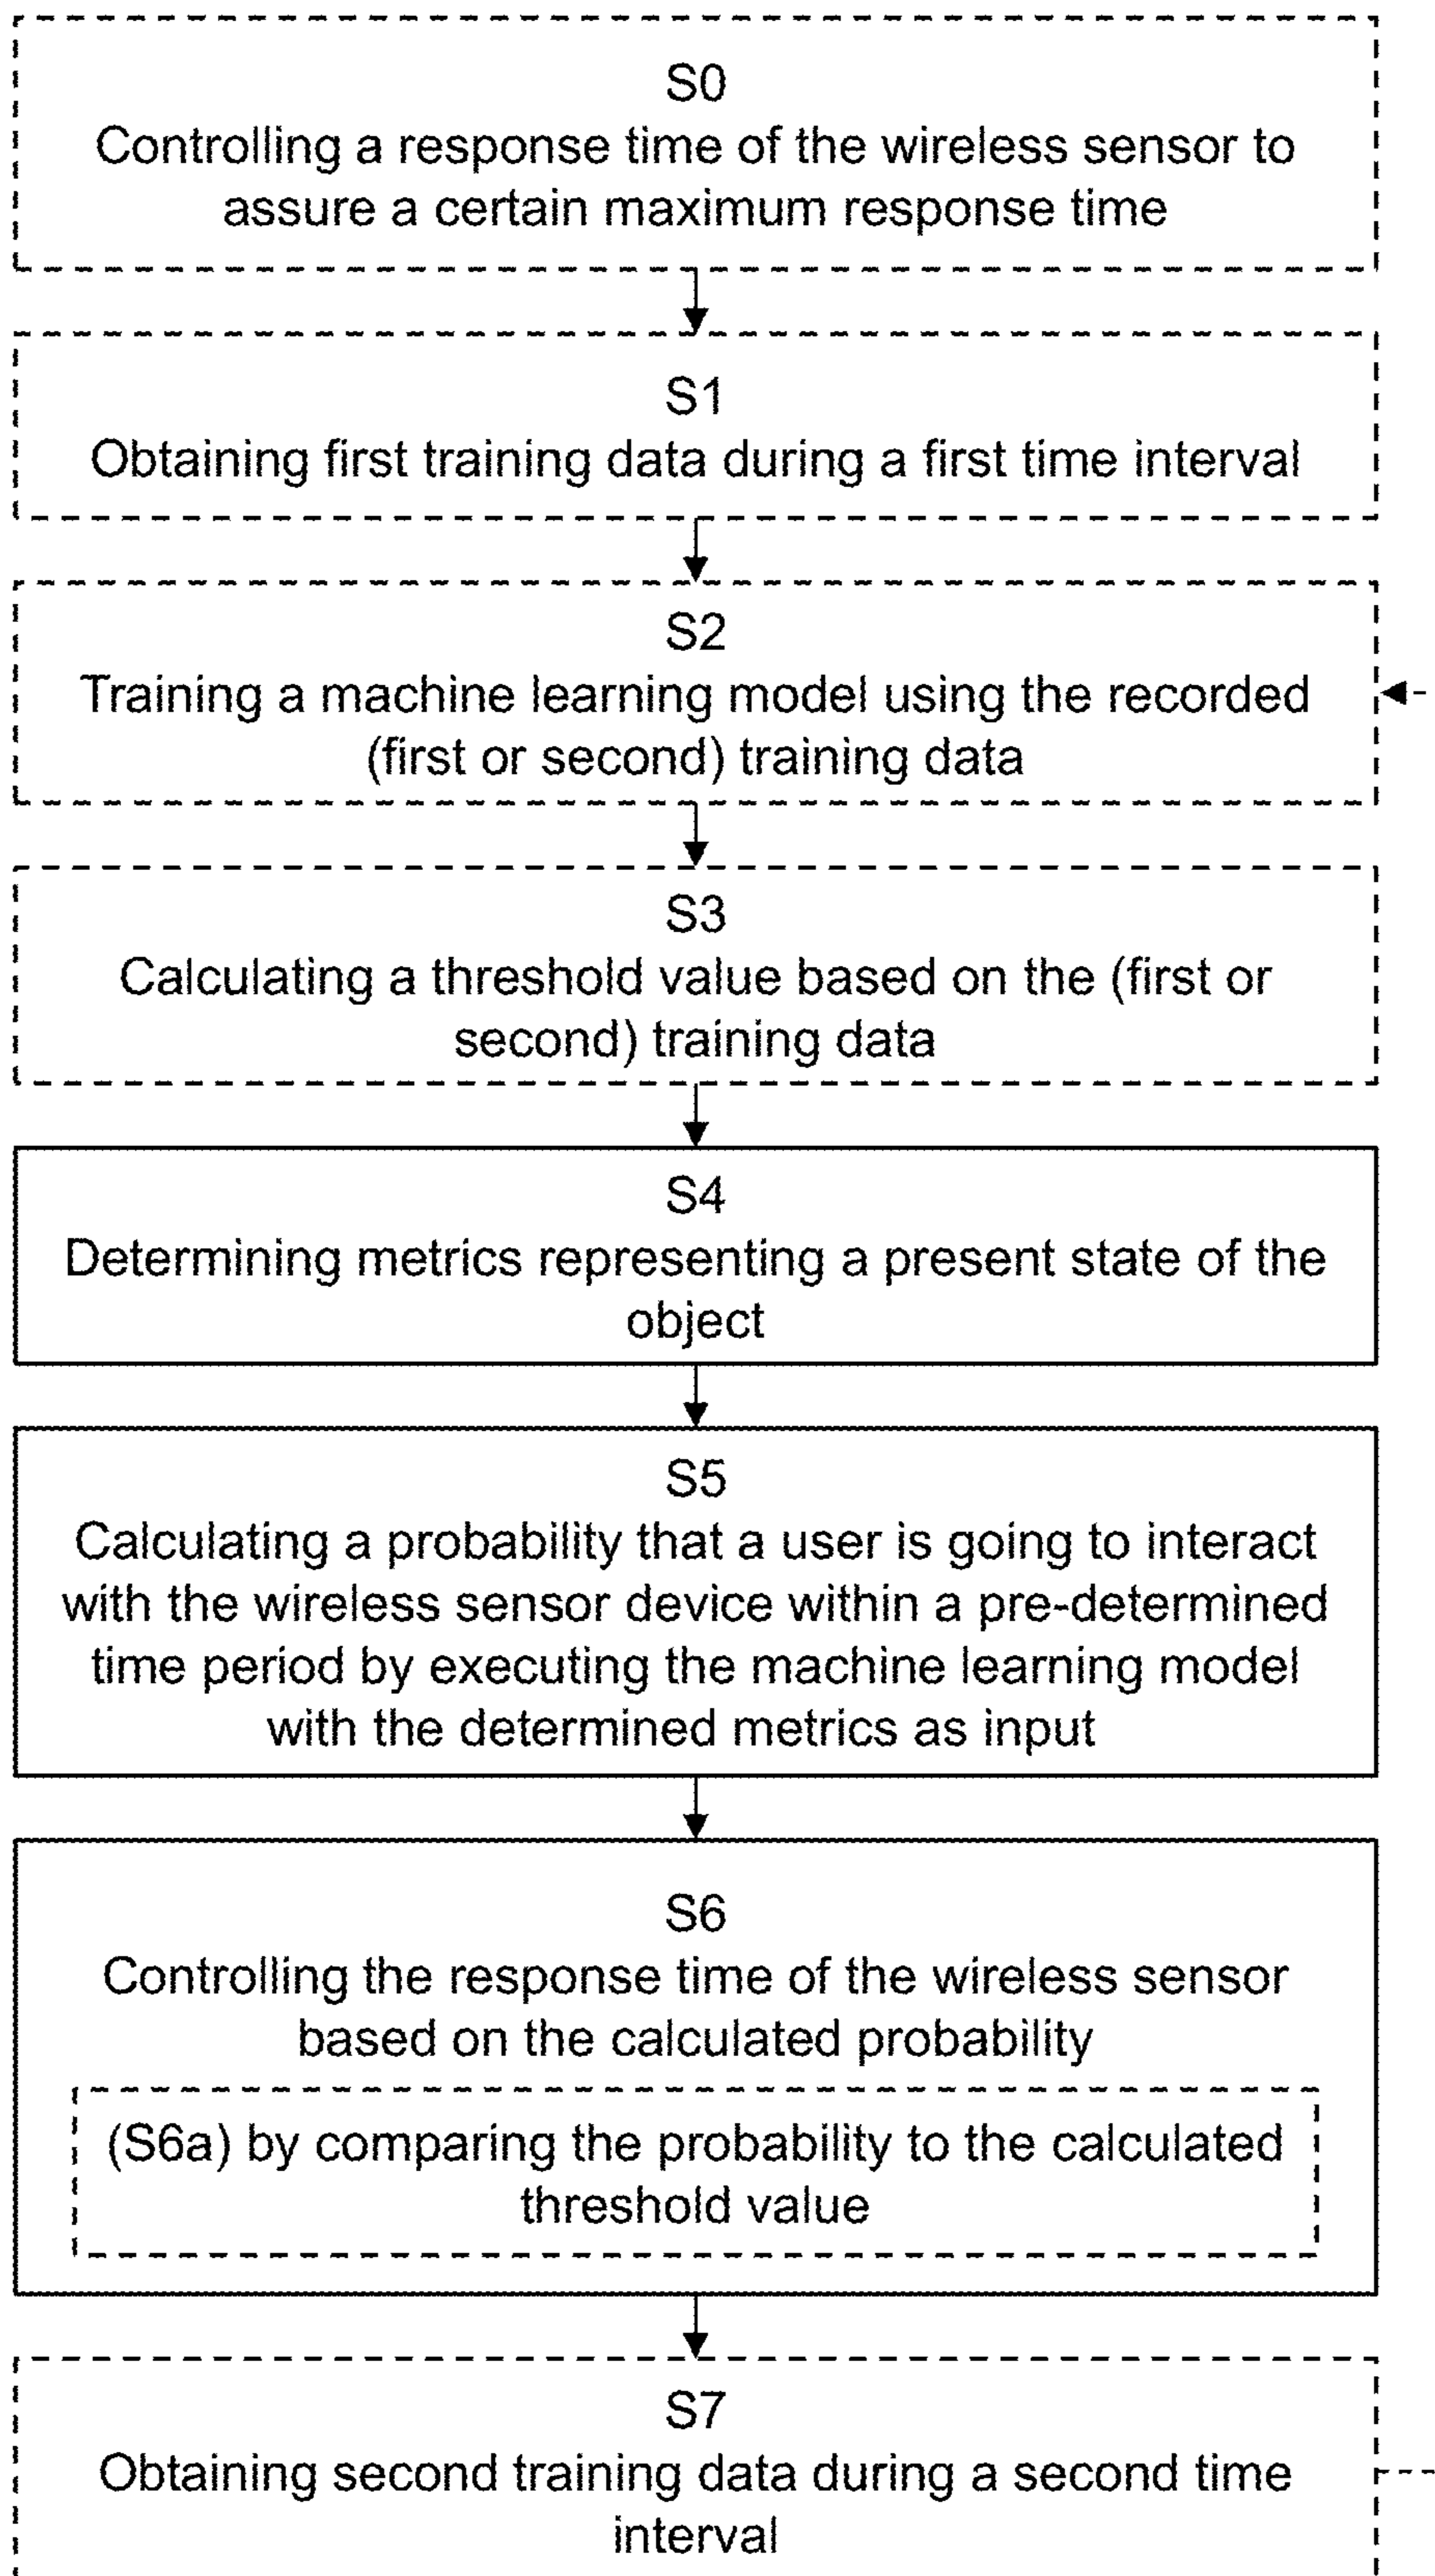 S0
Controlling a response time of the wireless sensor to
assure a certain maximum response time
S1
Obtaining first training data during a first time interval
S2
Training a machine learning model using the recorded
(first or second) training data
S3
Calculating a threshold value based on the (first or
second) training data
S4
Determining metrics representing a present state of the
object
S5
Calculating a probability that a user is going to interact
with the wireless sensor device within a pre-determined
time period by executing the machine learning model
with the determined metrics as input
S6
Controlling the response time of the wireless sensor
based on the calculated probability
(S6a) by comparing the probability to the calculated
threshold value
S7
Obtaining second training data during a second time
interval